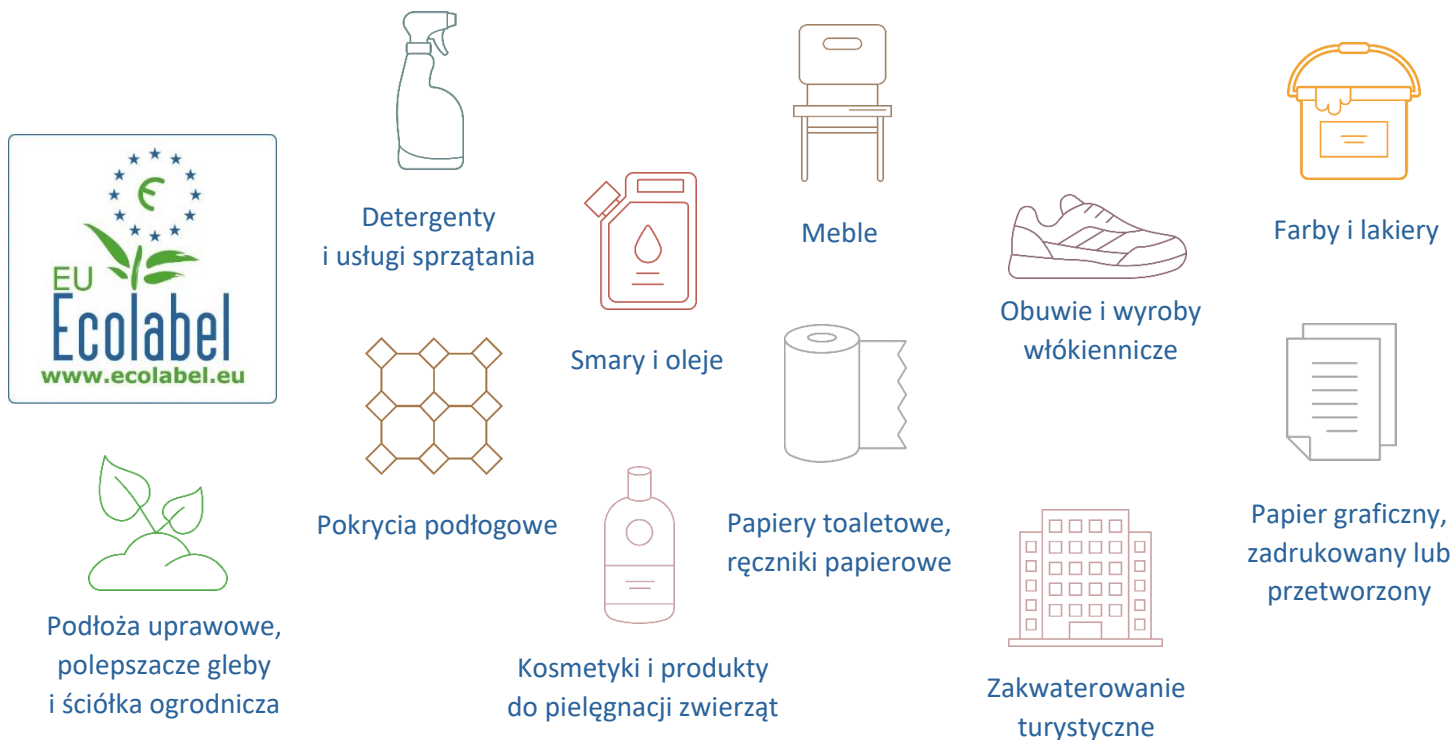 EU
Ecolabel
www.ecolabel.eu
Detergenty
i usługi sprzątania
Smary i oleje
Meble
Obuwie i wyroby
włókiennicze
Farby i lakiery
Pokrycia podłogowe
Papiery toaletowe,
ręczniki papierowe
Papier graficzny,
zadrukowany lub
przetworzony
Podłoża uprawowe,
polepszacze gleby
i ściółka ogrodnicza
Kosmetyki i produkty
do pielęgnacji zwierząt
Zakwaterowanie
turystyczne